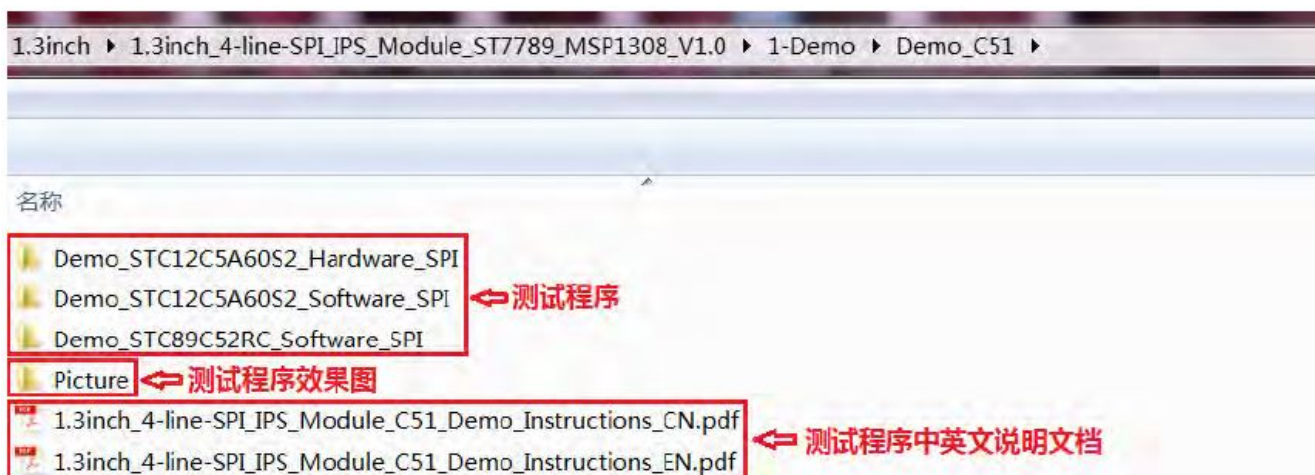 1.3inch ▸ 1.3inch_4-line-SPI_IPS_Module_ST7789_MSP1308_V1.0 ▸ 1-Demo ▸ Demo_C51 ▸
名称
Demo_STC12C5A60S2_Hardware_SPI
Demo_STC12C5A60S2_Software_SPI 测试程序
Demo_STC89C52RC_Software_SPI
Picture 测试程序效果图
1.3inch_4-line-SPI_IPS_Module_C51_Demo_Instructions_CN.pdf
测试程序中英文说明文档
1.3inch_4-line-SPI_IPS_Module_C51_Demo_Instructions_EN.pdf